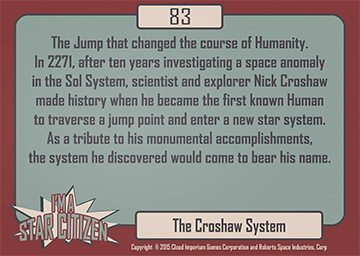 83
The Jump that changed the course of Humanity.
In 2271, after ten years investigating a space anomaly
in the Sol System, scientist and explorer Nick Croshaw
made history when he became the first known Human
to traverse a jump point and enter a new star system.
As a tribute to his monumental accomplishments,
the system he discovered would come to bear his name.
I'M A
STAR CITIZEN
The Croshaw System
Copyright © 2015 Cloud Imperium Games Corporation and Roberts Space Industries, Corp